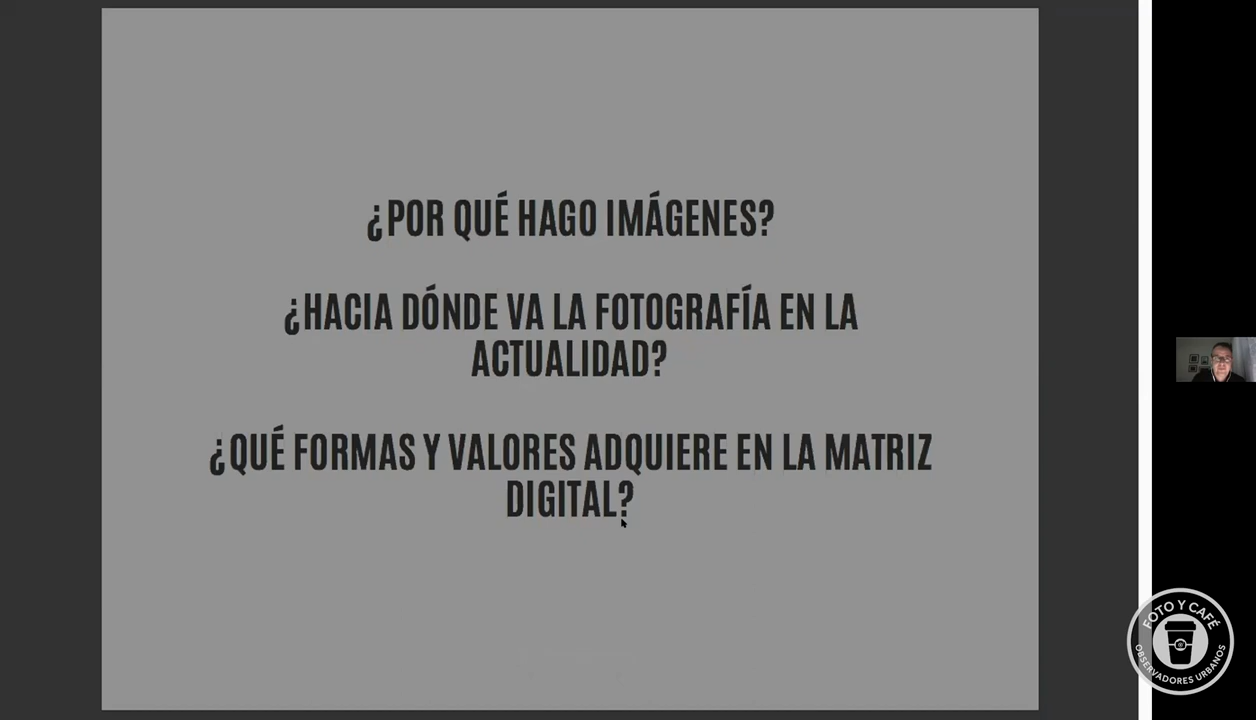 ¿POR QUÉ HAGO IMÁGENES?
¿HACIA DÓNDE VA LA FOTOGRAFÍA EN LA
ACTUALIDAD?
¿QUÉ FORMAS Y VALORES ADQUIERE EN LA MATRIZ
DIGITAL?
FOTO Y CAFÉ
OBSERVADORES URBANOS